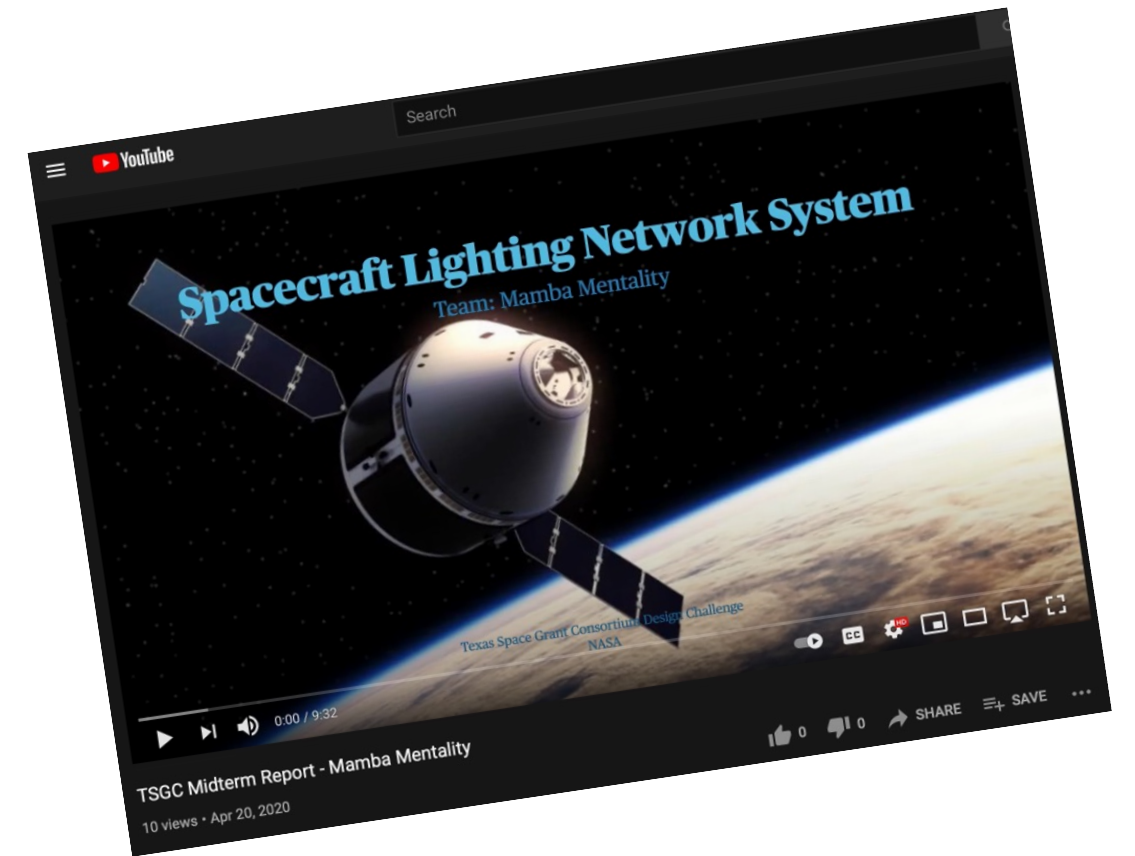 YouTube
Search
Spacecraft Lighting Network System
Team: Mamba Mentality
Texas Space Grant Consortium Design Challenge
NASA
CC
HD
0:00 / 9:32
TSGC Midterm Report - Mamba Mentality
10 views • Apr 20, 2020
0
0
SHARE
SAVE